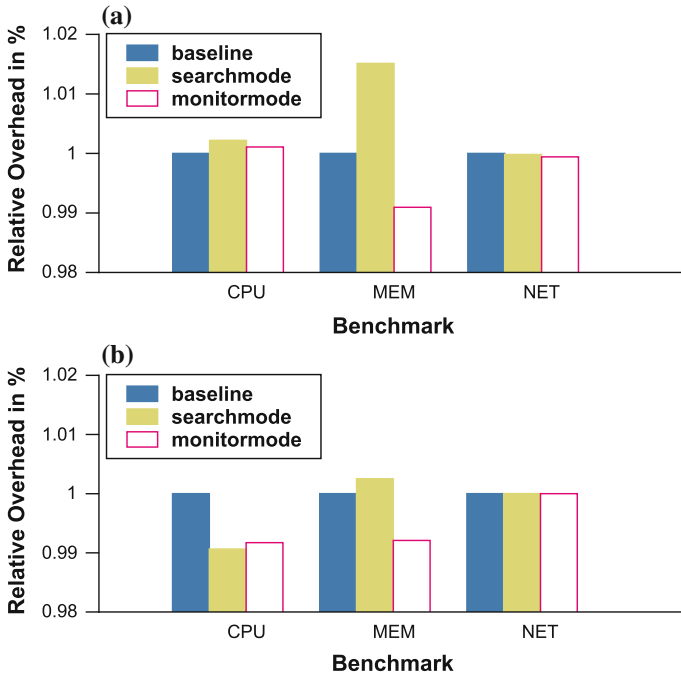 (a)
Relative Overhead in %
1.02
1.01
1
0.99
0.98
baseline
searchmode
monitormode
CPU MEM NET
Benchmark
(b)
Relative Overhead in %
1.02
1.01
1
0.99
0.98
baseline
searchmode
monitormode
CPU MEM NET
Benchmark